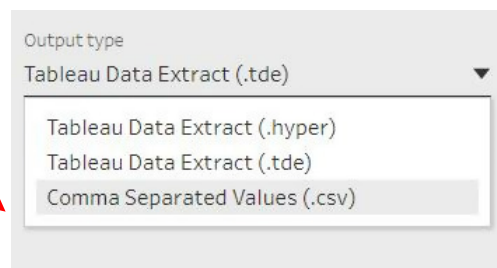 Output type
Tableau Data Extract (.tde)
Tableau Data Extract (.hyper)
Tableau Data Extract (.tde)
Comma Separated Values (.csv)